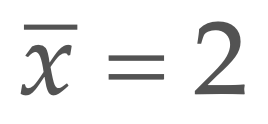 x̅ = 2